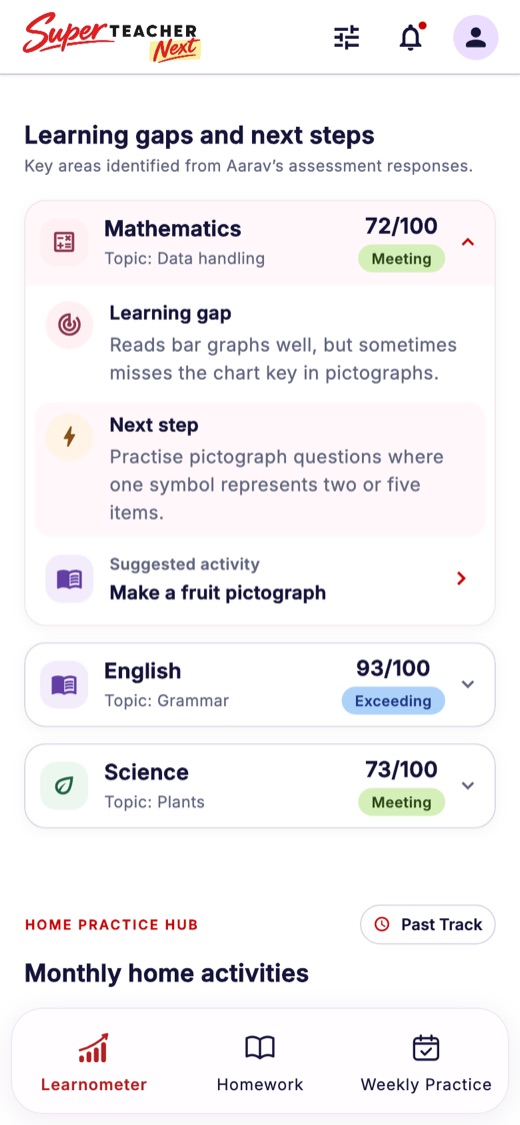 Super TEACHER
Next
Learning gaps and next steps
Key areas identified from Aarav’s assessment responses.
Mathematics
72/100
Topic: Data handling
Meeting
Learning gap
Reads bar graphs well, but sometimes
misses the chart key in pictographs.
Next step
Practise pictograph questions where
one symbol represents two or five
items.
Suggested activity
Make a fruit pictograph
English
93/100
Topic: Grammar
Exceeding
Science
73/100
Topic: Plants
Meeting
HOME PRACTICE HUB
Past Track
Monthly home activities
Learnometer
Homework
Weekly Practice